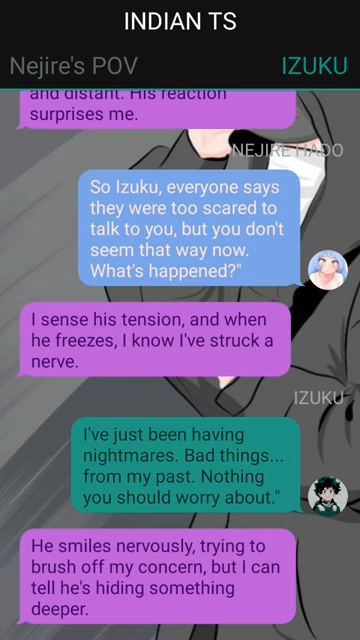 INDIAN TS
Nejire's POV
IZUKU
and distant. His reaction
surprises me.
NEJIRE HADO
So Izuku, everyone says
they were too scared to
talk to you, but you don't
seem that way now.
What's happened?"
I sense his tension, and when
he freezes, I know I've struck a
nerve.
IZUKU
I've just been having
nightmares. Bad things...
from my past. Nothing
you should worry about."
He smiles nervously, trying to
brush off my concern, but I can
tell he's hiding something
deeper.